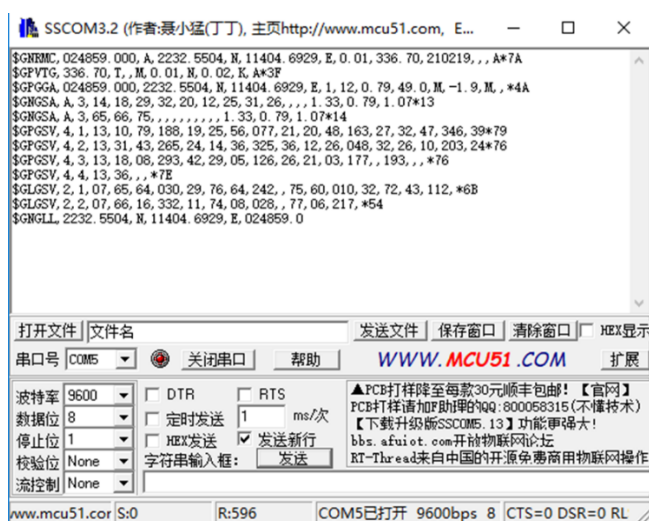 SSCOM3.2 (作者:聂小猛(丁丁), 主页http://www.mcu51.com, E...
$GNRMC,024859.000,A,2232.5504,N,11404.6929,E,0.01,336.70,210219,,,A*7A
$GPVTG,336.70,T,,M,0.01,N,0.02,K,A*3F
$GPGGA,024859.000,2232.5504,N,11404.6929,E,1,12,0.79,49.0,M,-1.9,M,,*4A
$GNGSA,A,3,14,18,29,32,20,12,25,31,26,,,,1.33,0.79,1.07*13
$GNGSA,A,3,65,66,75,,,,,,,,,,1.33,0.79,1.07*14
$GPGSV,4,1,13,10,79,188,19,25,56,077,21,20,48,163,27,32,47,346,39*79
$GPGSV,4,2,13,31,43,265,24,14,36,325,36,12,26,048,32,26,10,203,24*76
$GPGSV,4,3,13,18,08,293,42,29,05,126,26,21,03,177,,193,,,*76
$GPGSV,4,4,13,36,,,*7E
$GLGSV,2,1,07,65,64,030,29,76,64,242,,75,60,010,32,72,43,112,*6B
$GLGSV,2,2,07,66,16,332,11,74,08,028,,77,06,217,*54
$GNGLL,2232.5504,N,11404.6929,E,024859.0
打开文件 文件名 发送文件 保存窗口 清除窗口 HEX显示
串口号 COM5 关闭串口 帮助 WWW.MCU51.COM 扩展
波特率 9600 DTR RTS
数据位 8 定时发送 1 ms/次
停止位 1 HEX发送 发送新行
校验位 None 字符串输入框: 发送
流控制 None
▲PCB打样降至每款30元顺丰包邮!【官网】
PCB打样请加F助理的QQ:800058315(不懂技术)
【下载升级版SSCOM5.13】功能更强大!
bbs.afuiot.com开放物联网论坛
RT-Thread来自中国的开源免费商用物联网操作
www.mcu51.cor S:0 R:596 COM5已打开 9600bps 8 CTS=0 DSR=0 RL